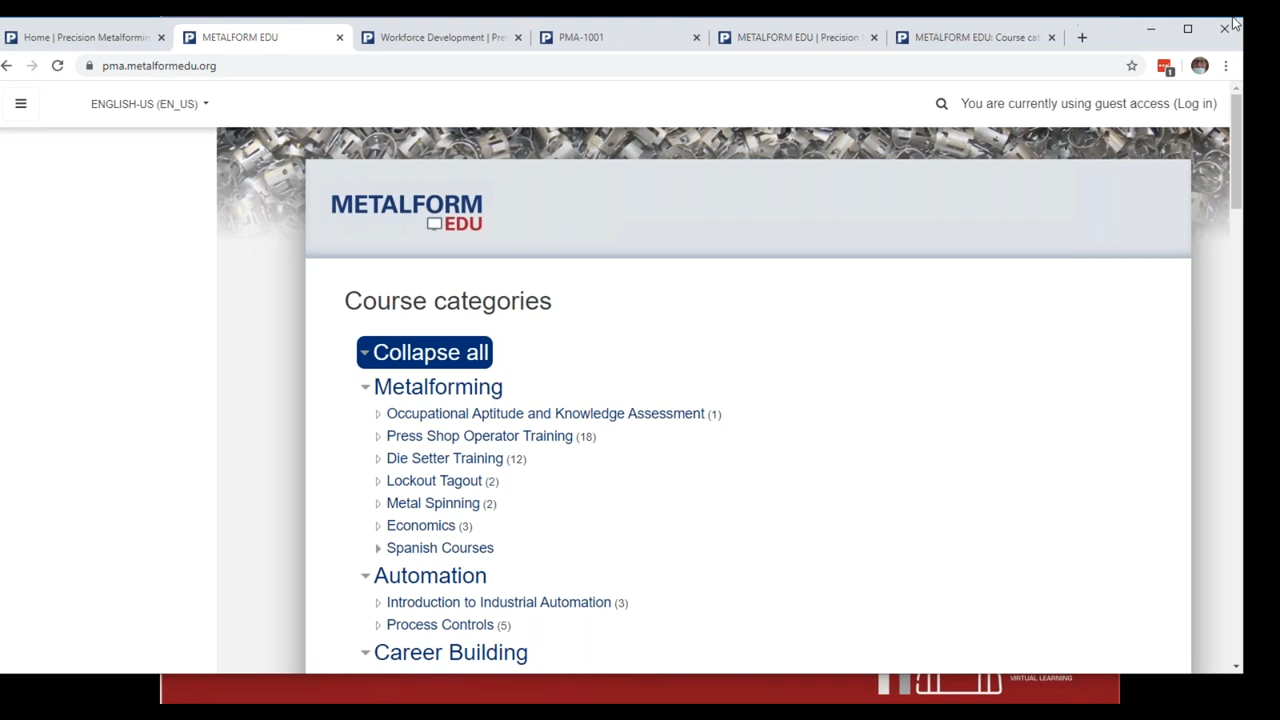 Home | Precision Metalformin
METALFORM EDU
Workforce Development | Pre
PMA-1001
METALFORM EDU | Precision
METALFORM EDU: Course cat
pma.metalformedu.org
1
ENGLISH-US (EN_US)
You are currently using guest access (Log in)
METALFORM
EDU
Course categories
Collapse all
Metalforming
Occupational Aptitude and Knowledge Assessment (1)
Press Shop Operator Training (18)
Die Setter Training (12)
Lockout Tagout (2)
Metal Spinning (2)
Economics (3)
Spanish Courses
Automation
Introduction to Industrial Automation (3)
Process Controls (5)
Career Building
VIRTUAL LEARNING